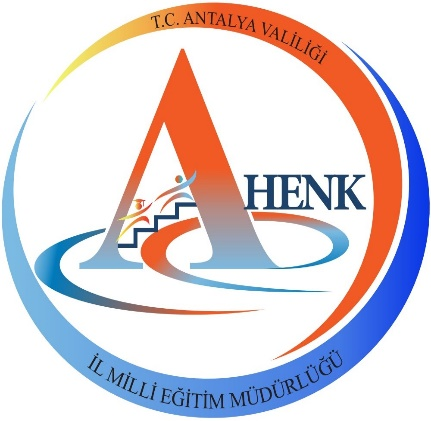 T.C. ANTALYA VALİLİĞİ
AHENK
İL MİLLİ EĞİTİM MÜDÜRLÜĞÜ